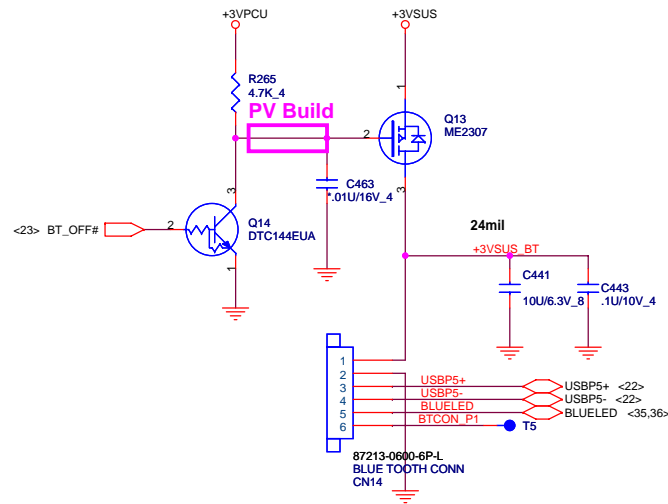 +3VPCU
+3VSUS
R265
4.7K_4
PV Build
1
Q13
ME2307
2
3
C463
*.01U/16V_4
3
Q14
DTC144EUA
<23> BT_OFF#
2
1
24mil
+3VSUS_BT
C441
10U/6.3V_8
C443
.1U/10V_4
1
2
3 USBP5+ USBP5+ <22>
4 USBP5- USBP5- <22>
5 BLUELED BLUELED <35,36>
6 BTCON_P1 T5
87213-0600-6P-L
BLUE TOOTH CONN
CN14